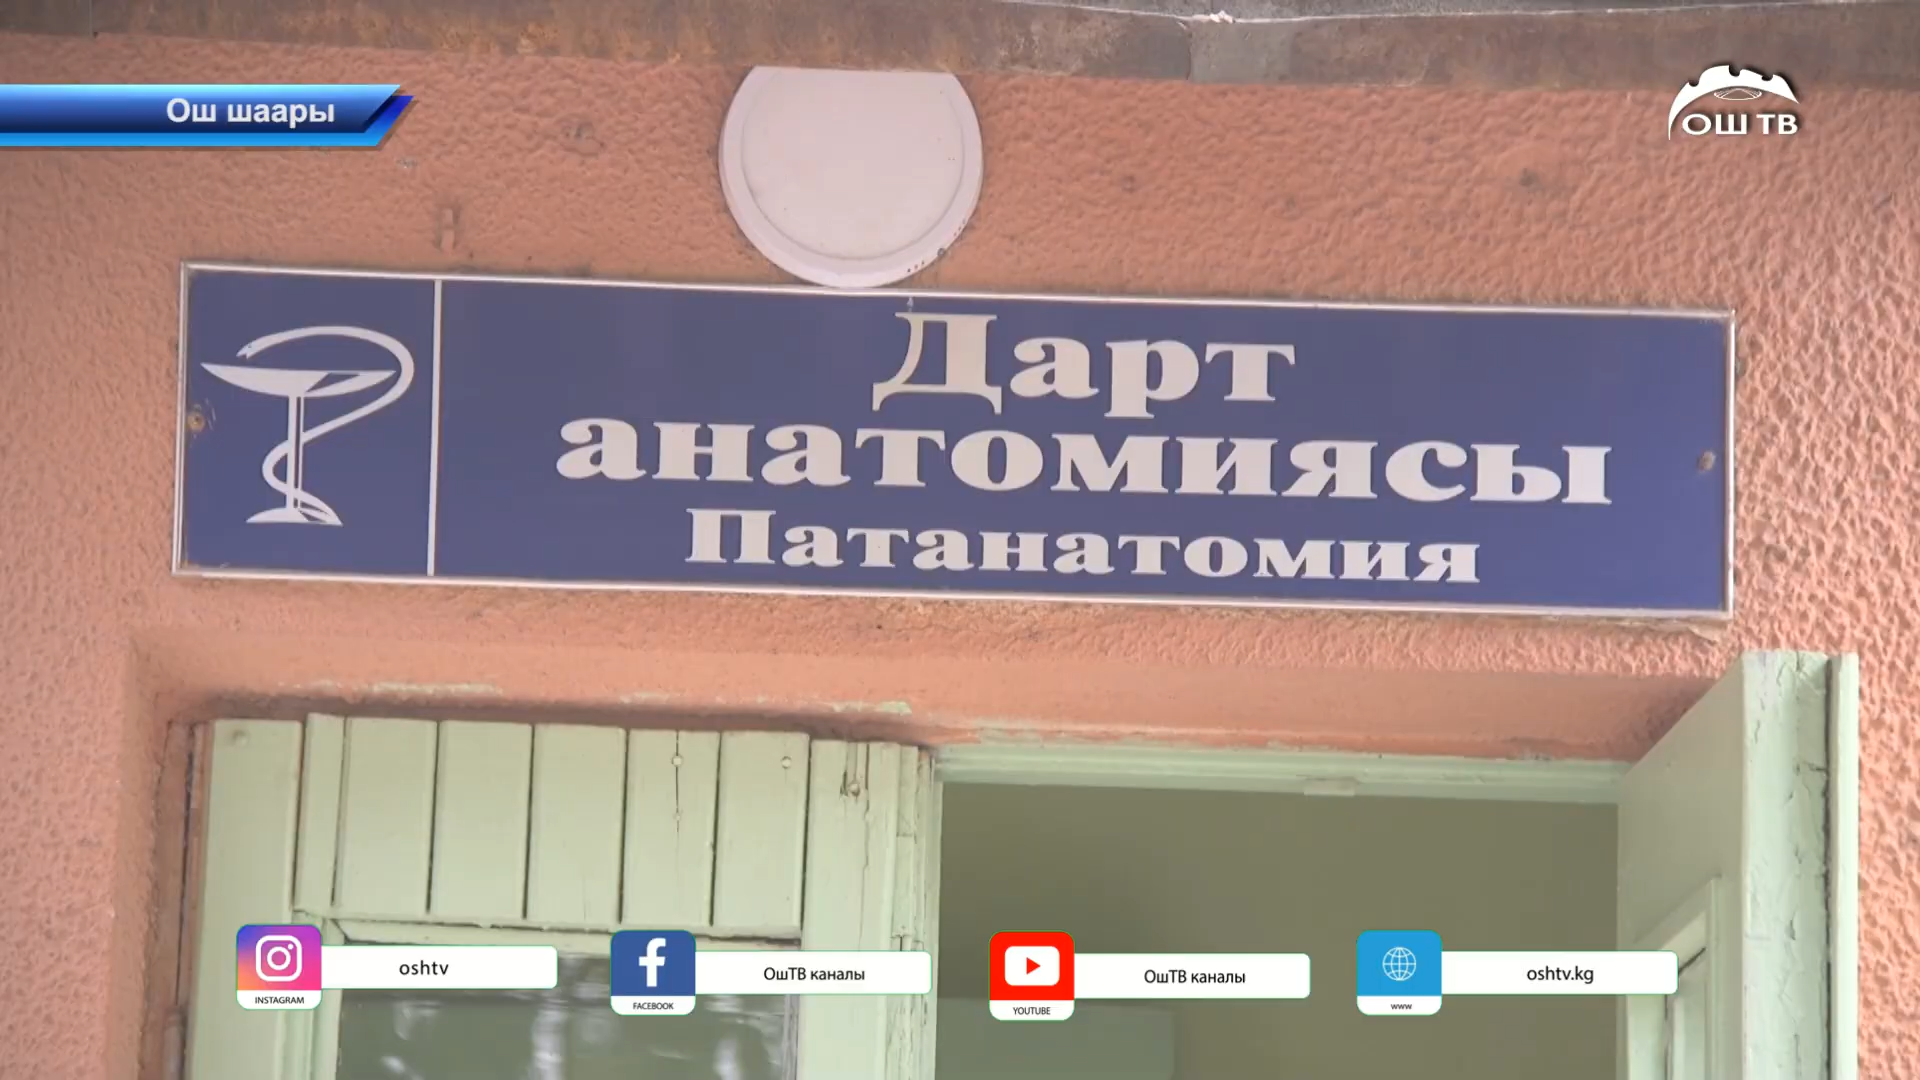 Ош шаары
ОШ ТВ
Дарт
анатомиясы
Патанатомия
oshtv
INSTAGRAM
ОшТВ каналы
FACEBOOK
ОшТВ каналы
YOUTUBE
oshtv.kg
www